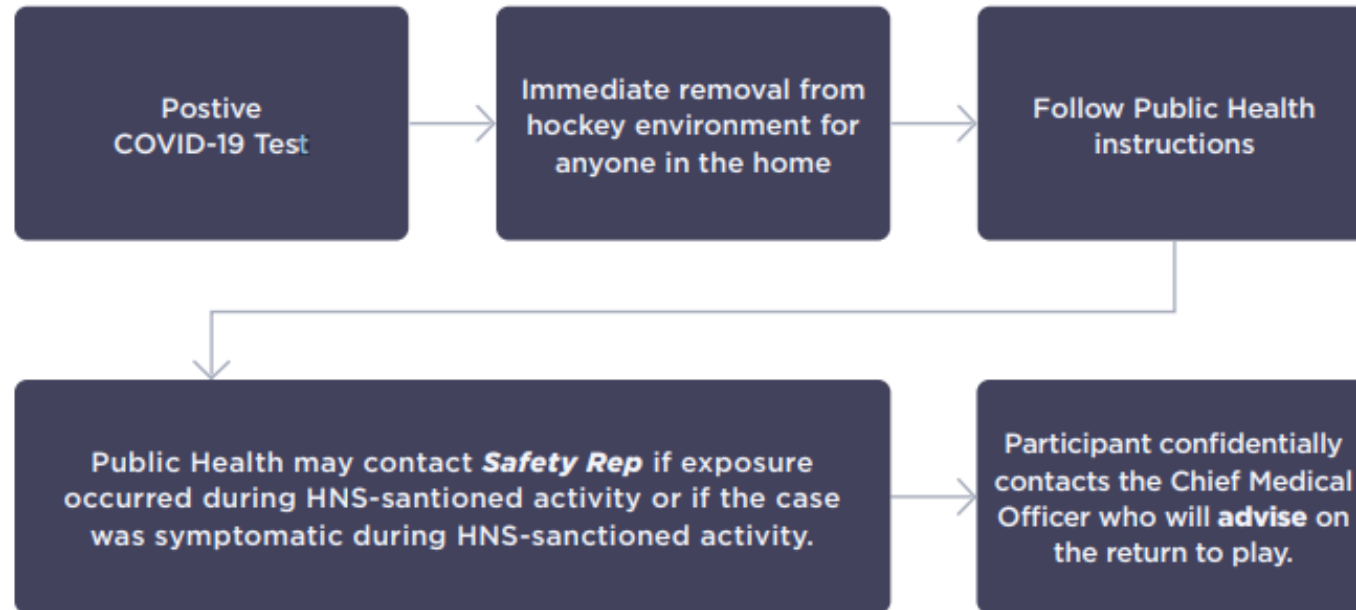 Postive
COVID-19 Test
Immediate removal from
hockey environment for
anyone in the home
Follow Public Health
instructions
Public Health may contact Safety Rep if exposure
occurred during HNS-santioned activity or if the case
was symptomatic during HNS-sanctioned activity.
Participant confidentially
contacts the Chief Medical
Officer who will advise on
the return to play.